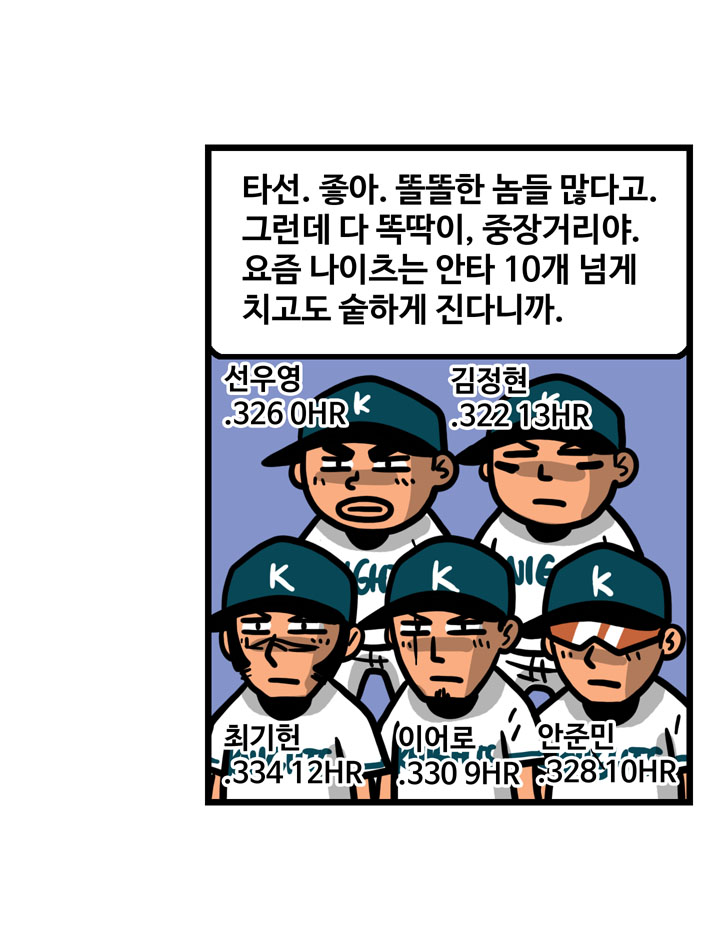 타선. 좋아. 똘똘한 놈들 많다고.
그런데 다 똑딱이, 중장거리야.
요즘 나이츠는 안타 10개 넘게
치고도 숱하게 진다니까.
선우영
.326 0HR
김정현
.322 13HR
K
K
K
K
최기헌
.334 12HR
이어로
.330 9HR
안준민
.328 10HR